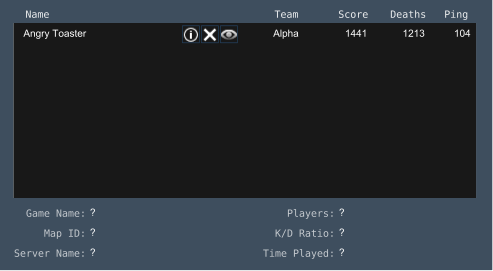 Name Team Score Deaths Ping
Angry Toaster Alpha 1441 1213 104
Game Name: ? Players: ?
Map ID: ? K/D Ratio: ?
Server Name: ? Time Played: ?